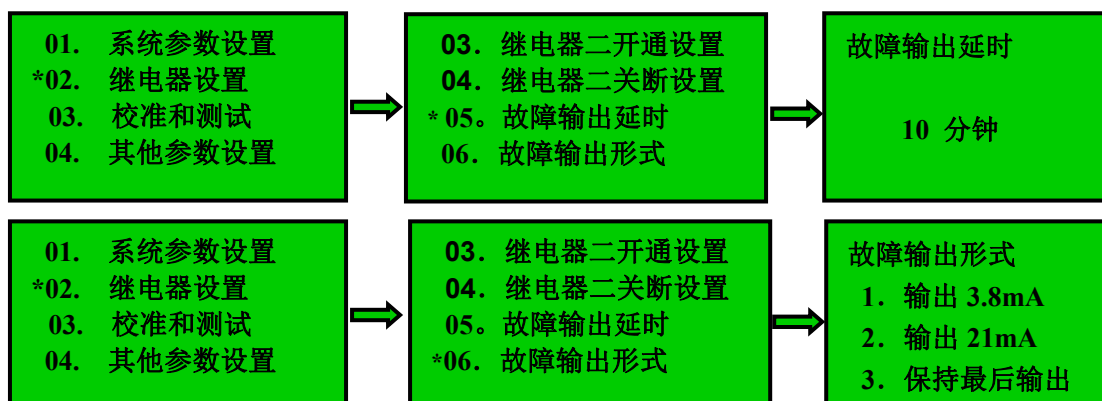 01. 系统参数设置
*02. 继电器设置
03. 校准和测试
04. 其他参数设置
03. 继电器二开通设置
04. 继电器二关断设置
* 05。故障输出延时
06. 故障输出形式
故障输出延时
10 分钟
01. 系统参数设置
*02. 继电器设置
03. 校准和测试
04. 其他参数设置
03. 继电器二开通设置
04. 继电器二关断设置
05。故障输出延时
*06. 故障输出形式
故障输出形式
1. 输出 3.8mA
2. 输出 21mA
3. 保持最后输出